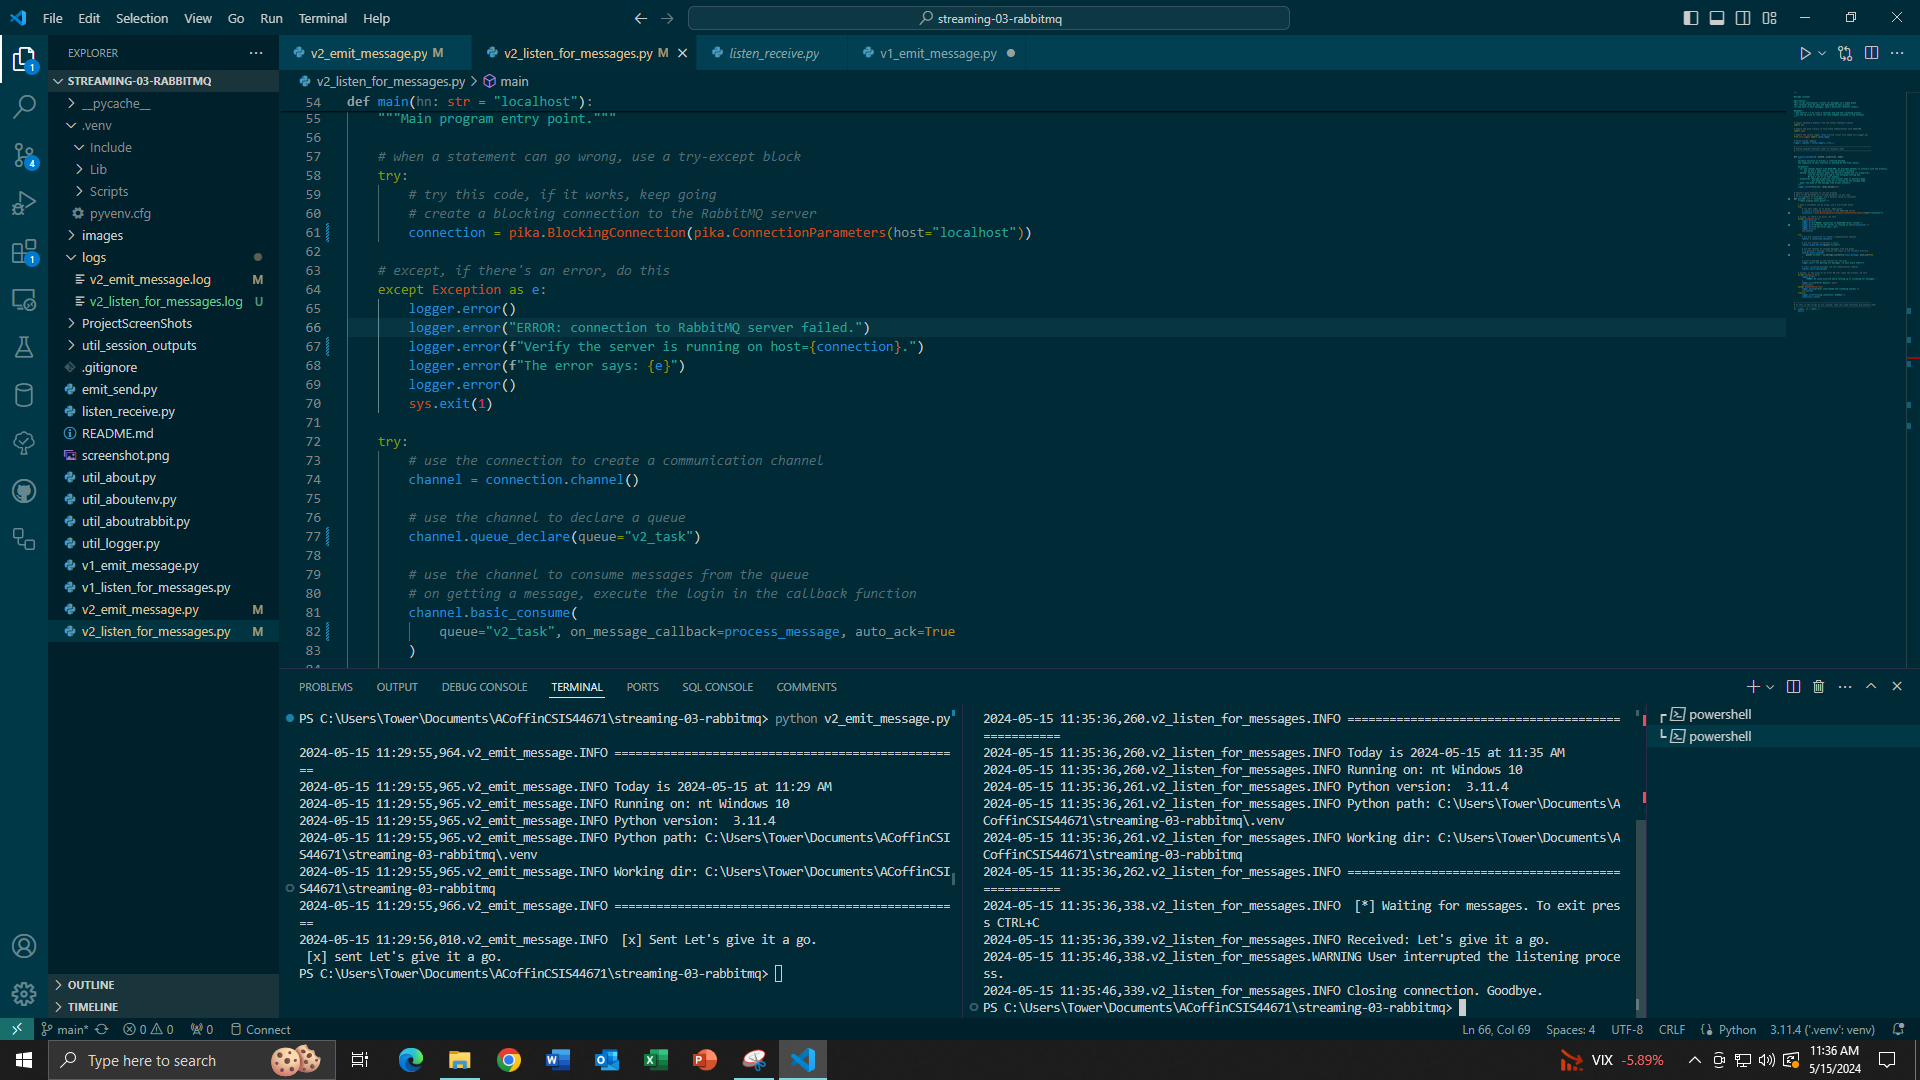 File Edit Selection View Go Run Terminal Help
streaming-03-rabbitmq
EXPLORER
v2_emit_message.py M
v2_listen_for_messages.py M
listen_receive.py
v1_emit_message.py
STREAMING-03-RABBITMQ
__pycache__
.venv
Include
Lib
Scripts
pyvenv.cfg
images
logs
v2_emit_message.log M
v2_listen_for_messages.log U
ProjectScreenShots
util_session_outputs
.gitignore
emit_send.py
listen_receive.py
README.md
screenshot.png
util_about.py
util_aboutenv.py
util_aboutrabbit.py
util_logger.py
v1_emit_message.py
v1_listen_for_messages.py
v2_emit_message.py M
v2_listen_for_messages.py M
OUTLINE
TIMELINE
1
4
1
v2_listen_for_messages.py > main
54 def main(hn: str = "localhost"):
55 """Main program entry point."""
56
57 # when a statement can go wrong, use a try-except block
58 try:
59 # try this code, if it works, keep going
60 # create a blocking connection to the RabbitMQ server
61 connection = pika.BlockingConnection(pika.ConnectionParameters(host="localhost"))
62
63 # except, if there's an error, do this
64 except Exception as e:
65 logger.error()
66 logger.error("ERROR: connection to RabbitMQ server failed.")
67 logger.error(f"Verify the server is running on host={connection}.")
68 logger.error(f"The error says: {e}")
69 logger.error()
70 sys.exit(1)
71
72 try:
73 # use the connection to create a communication channel
74 channel = connection.channel()
75
76 # use the channel to declare a queue
77 channel.queue_declare(queue="v2_task")
78
79 # use the channel to consume messages from the queue
80 # on getting a message, execute the login in the callback function
81 channel.basic_consume(
82 queue="v2_task", on_message_callback=process_message, auto_ack=True
83 )
PROBLEMS OUTPUT DEBUG CONSOLE TERMINAL PORTS SQL CONSOLE COMMENTS
PS C:\Users\Tower\Documents\ACoffinCSIS44671\streaming-03-rabbitmq> python v2_emit_message.py
2024-05-15 11:29:55,964.v2_emit_message.INFO ===========================================
==
2024-05-15 11:29:55,965.v2_emit_message.INFO Today is 2024-05-15 at 11:29 AM
2024-05-15 11:29:55,965.v2_emit_message.INFO Running on: nt Windows 10
2024-05-15 11:29:55,965.v2_emit_message.INFO Python version:  3.11.4
2024-05-15 11:29:55,965.v2_emit_message.INFO Python path: C:\Users\Tower\Documents\ACoffinCSI
S44671\streaming-03-rabbitmq\.venv
2024-05-15 11:29:55,965.v2_emit_message.INFO Working dir: C:\Users\Tower\Documents\ACoffinCSI
S44671\streaming-03-rabbitmq
2024-05-15 11:29:55,966.v2_emit_message.INFO ===========================================
==
2024-05-15 11:29:56,010.v2_emit_message.INFO  [x] Sent Let's give it a go.
[x] sent Let's give it a go.
PS C:\Users\Tower\Documents\ACoffinCSIS44671\streaming-03-rabbitmq>
2024-05-15 11:35:36,260.v2_listen_for_messages.INFO ===================================
===========
2024-05-15 11:35:36,260.v2_listen_for_messages.INFO Today is 2024-05-15 at 11:35 AM
2024-05-15 11:35:36,260.v2_listen_for_messages.INFO Running on: nt Windows 10
2024-05-15 11:35:36,261.v2_listen_for_messages.INFO Python version:  3.11.4
2024-05-15 11:35:36,261.v2_listen_for_messages.INFO Python path: C:\Users\Tower\Documents\A
CoffinCSIS44671\streaming-03-rabbitmq\.venv
2024-05-15 11:35:36,261.v2_listen_for_messages.INFO Working dir: C:\Users\Tower\Documents\A
CoffinCSIS44671\streaming-03-rabbitmq
2024-05-15 11:35:36,262.v2_listen_for_messages.INFO ===================================
===========
2024-05-15 11:35:36,338.v2_listen_for_messages.INFO  [*] Waiting for messages. To exit pres
s CTRL+C
2024-05-15 11:35:36,339.v2_listen_for_messages.INFO Received: Let's give it a go.
2024-05-15 11:35:46,338.v2_listen_for_messages.WARNING User interrupted the listening proce
ss.
2024-05-15 11:35:46,339.v2_listen_for_messages.INFO Closing connection. Goodbye.
PS C:\Users\Tower\Documents\ACoffinCSIS44671\streaming-03-rabbitmq>
powershell
powershell
main* 0 0 0 Connect
Ln 66, Col 69 Spaces: 4 UTF-8 CRLF Python 3.11.4 ('.venv': venv)
Type here to search
VIX -5.89%
11:36 AM
5/15/2024